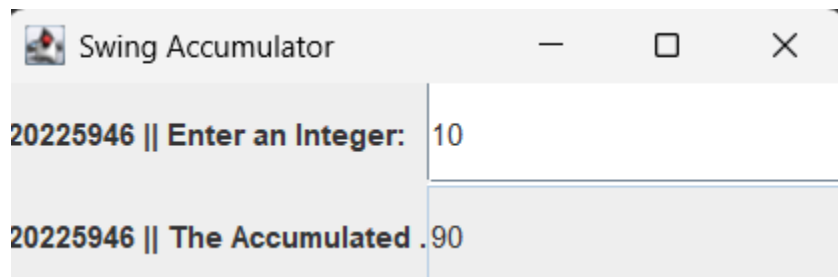 Swing Accumulator
20225946 || Enter an Integer: 10
20225946 || The Accumulated . 90